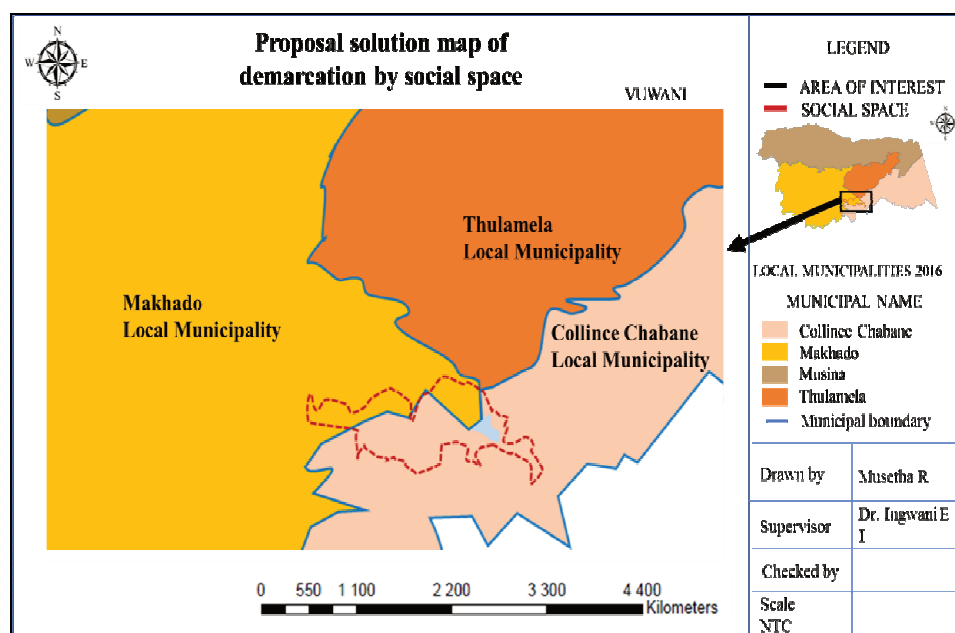 Proposal solution map of
demarcation by social space
N
W E
S
VUWANI
Thulamela
Local Municipality
Makhado
Local Municipality
Collince Chabane
Local Municipality
0 550 1 100 2 200 3 300 4 400
Kilometers
LEGEND
AREA OF INTEREST
SOCIAL SPACE
LOCAL MUNICIPALITIES 2016
MUNICIPAL NAME
Collince Chabane
Makhado
Musina
Thulamela
Municipal boundary
Drawn by Musetha R
Supervisor Dr. Ingwani E
I
Checked by
Scale
NTC